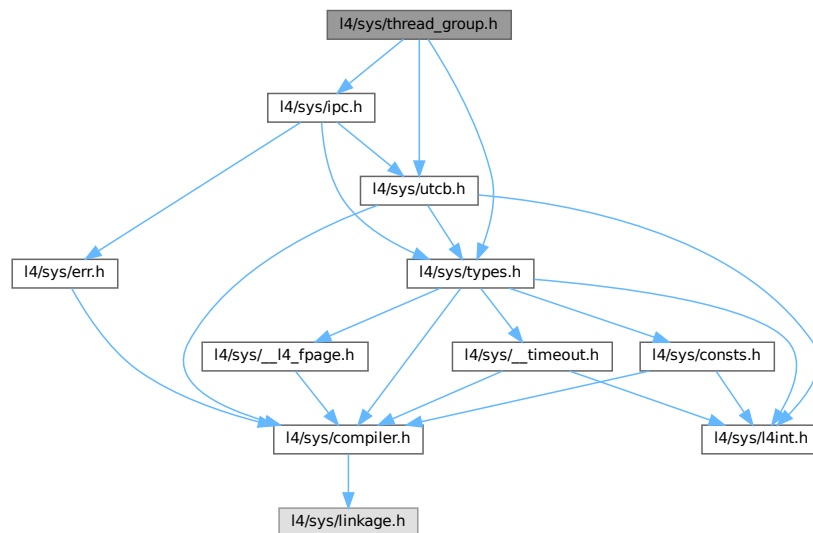 l4/sys/thread_group.h
l4/sys/ipc.h
l4/sys/utcb.h
l4/sys/err.h
l4/sys/types.h
l4/sys/__l4_fpage.h
l4/sys/__timeout.h
l4/sys/consts.h
l4/sys/compiler.h
l4/sys/l4int.h
l4/sys/linkage.h